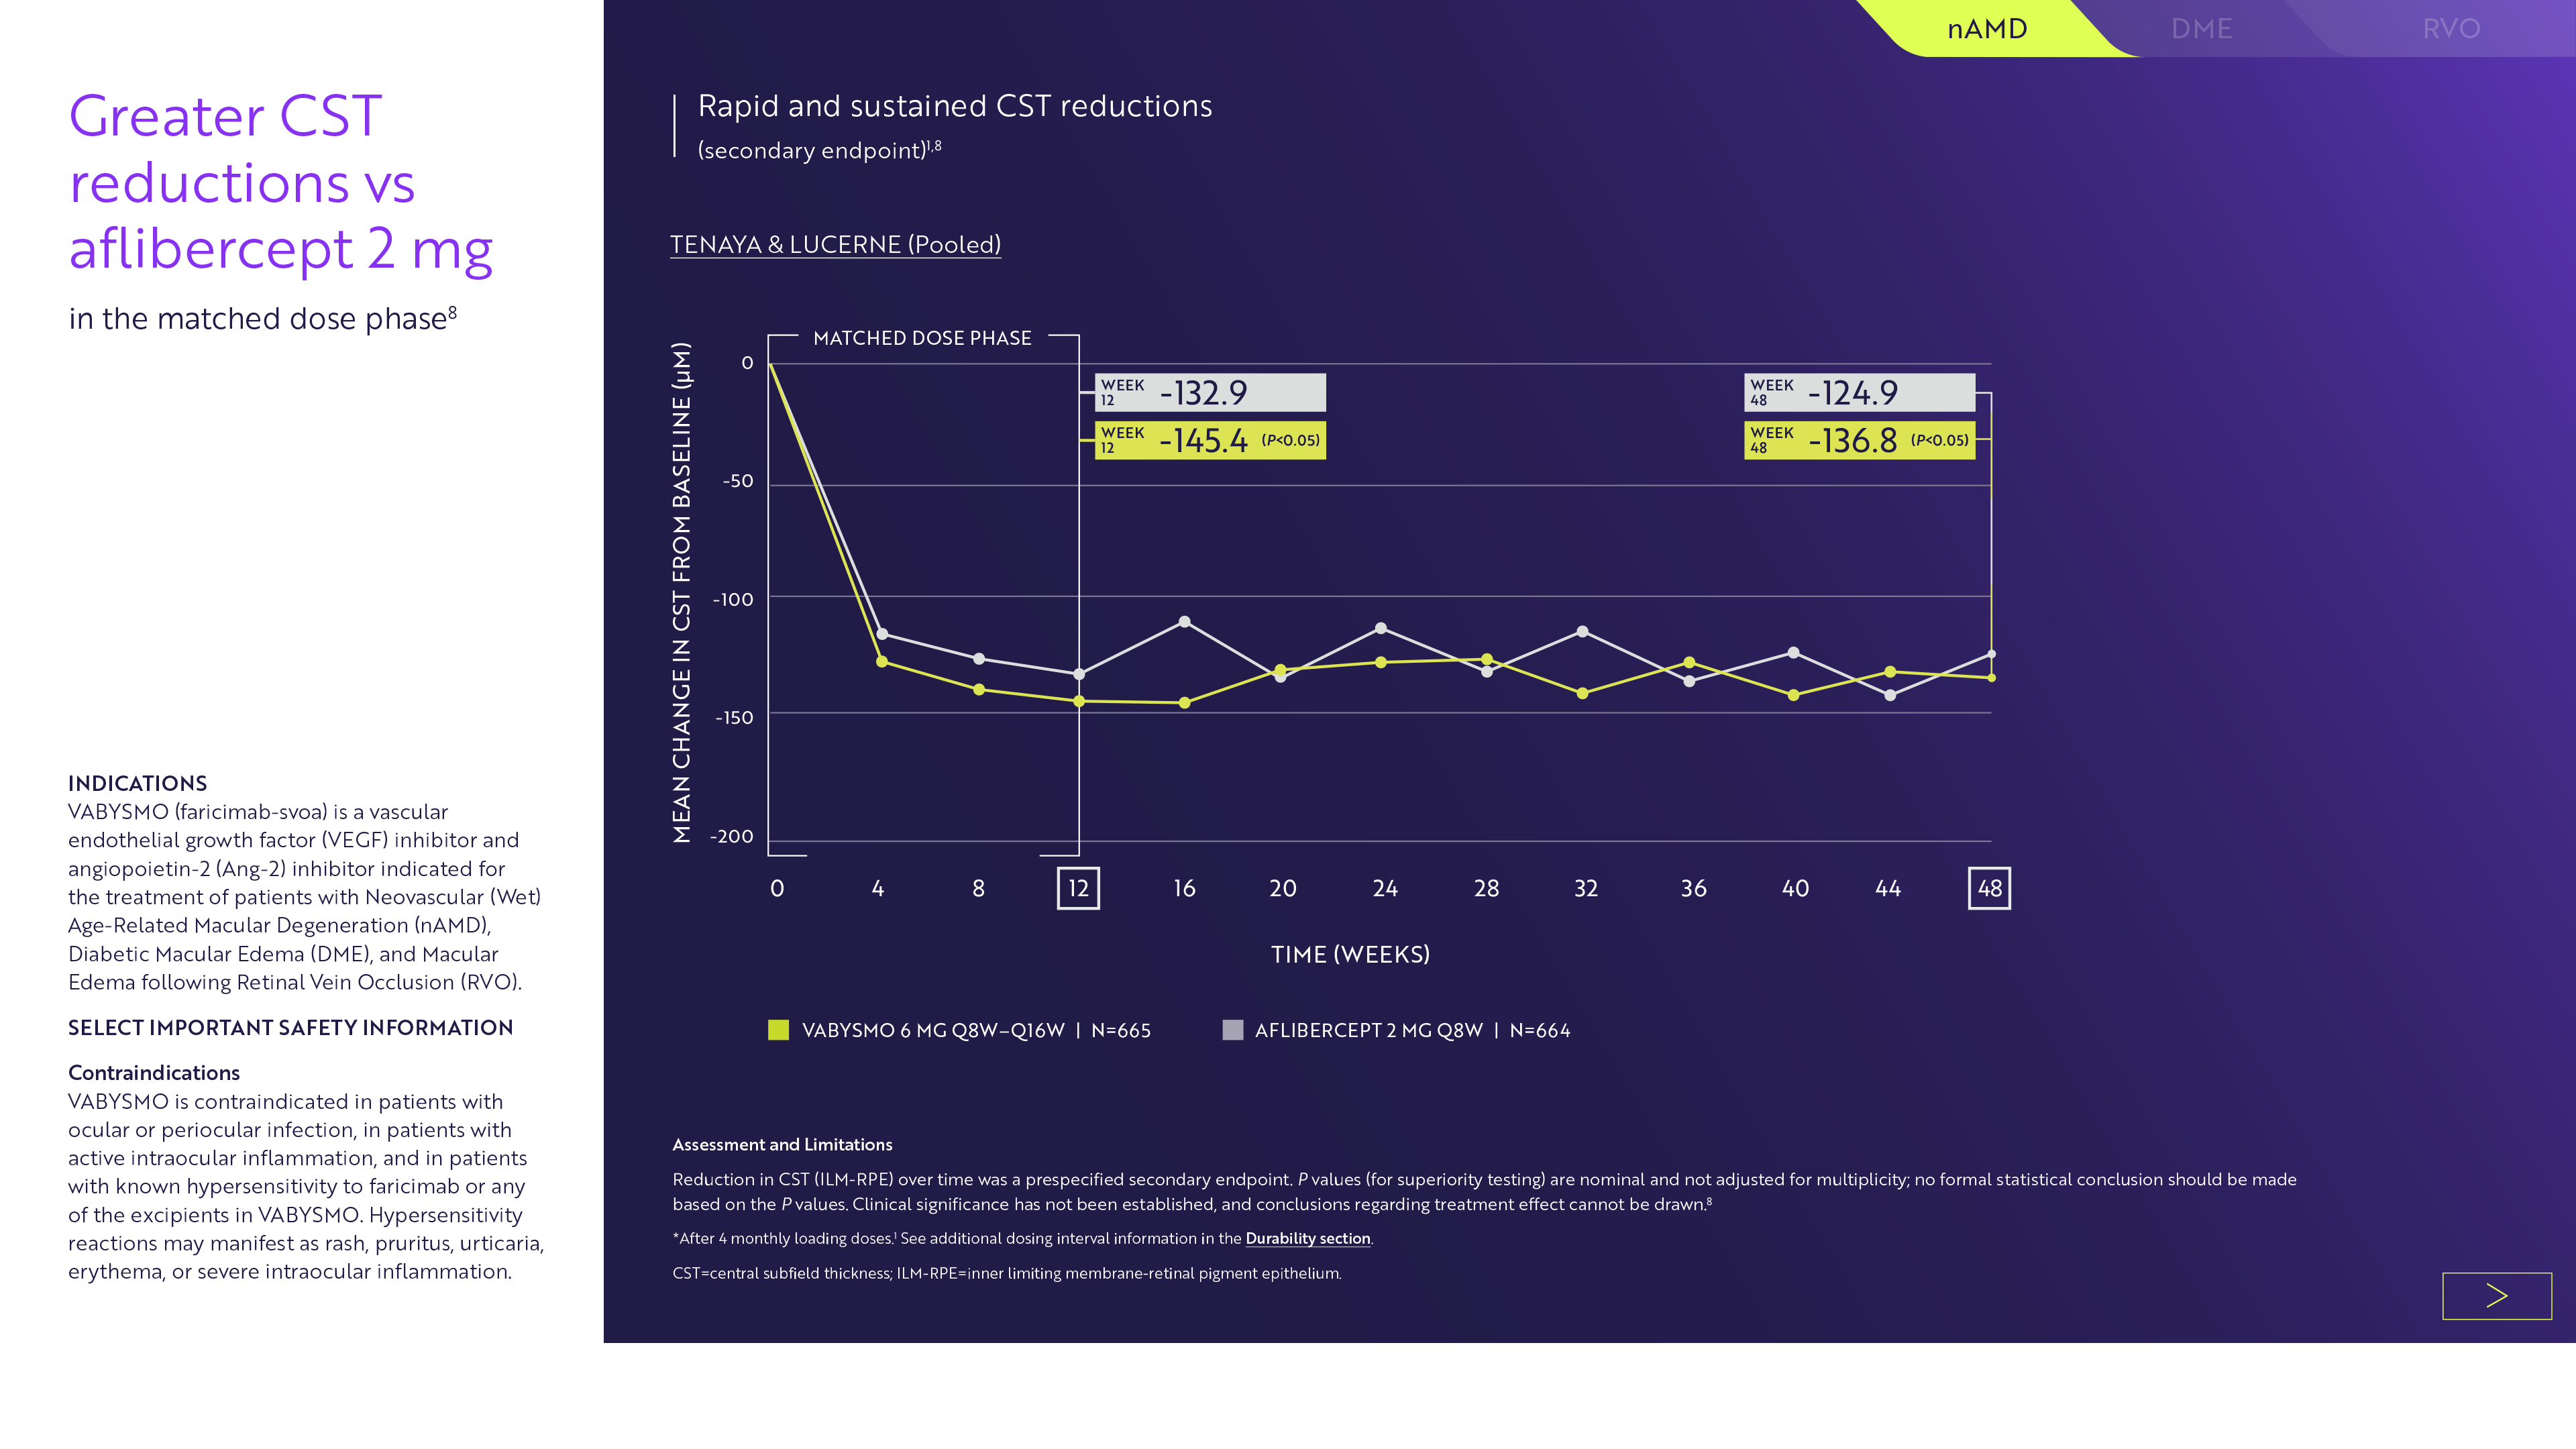 nAMD
DME
RVO
Greater CST
reductions vs
aflibercept 2 mg
in the matched dose phase8
INDICATIONS
VABYSMO (faricimab-svoa) is a vascular
endothelial growth factor (VEGF) inhibitor and
angiopoietin-2 (Ang-2) inhibitor indicated for
the treatment of patients with Neovascular (Wet)
Age-Related Macular Degeneration (nAMD),
Diabetic Macular Edema (DME), and Macular
Edema following Retinal Vein Occlusion (RVO).
SELECT IMPORTANT SAFETY INFORMATION
Contraindications
VABYSMO is contraindicated in patients with
ocular or periocular infection, in patients with
active intraocular inflammation, and in patients
with known hypersensitivity to faricimab or any
of the excipients in VABYSMO. Hypersensitivity
reactions may manifest as rash, pruritus, urticaria,
erythema, or severe intraocular inflammation.
Rapid and sustained CST reductions
(secondary endpoint)1,8
TENAYA & LUCERNE (Pooled)
MATCHED DOSE PHASE
MEAN CHANGE IN CST FROM BASELINE (µM)
0
-50
-100
-150
-200
WEEK 12 -132.9
WEEK 12 -145.4 (P<0.05)
WEEK 48 -124.9
WEEK 48 -136.8 (P<0.05)
0 4 8 12 16 20 24 28 32 36 40 44 48
TIME (WEEKS)
VABYSMO 6 MG Q8W–Q16W | N=665
AFLIBERCEPT 2 MG Q8W | N=664
Assessment and Limitations
Reduction in CST (ILM-RPE) over time was a prespecified secondary endpoint. P values (for superiority testing) are nominal and not adjusted for multiplicity; no formal statistical conclusion should be made
based on the P values. Clinical significance has not been established, and conclusions regarding treatment effect cannot be drawn.8
*After 4 monthly loading doses.1 See additional dosing interval information in the Durability section.
CST=central subfield thickness; ILM-RPE=inner limiting membrane-retinal pigment epithelium.